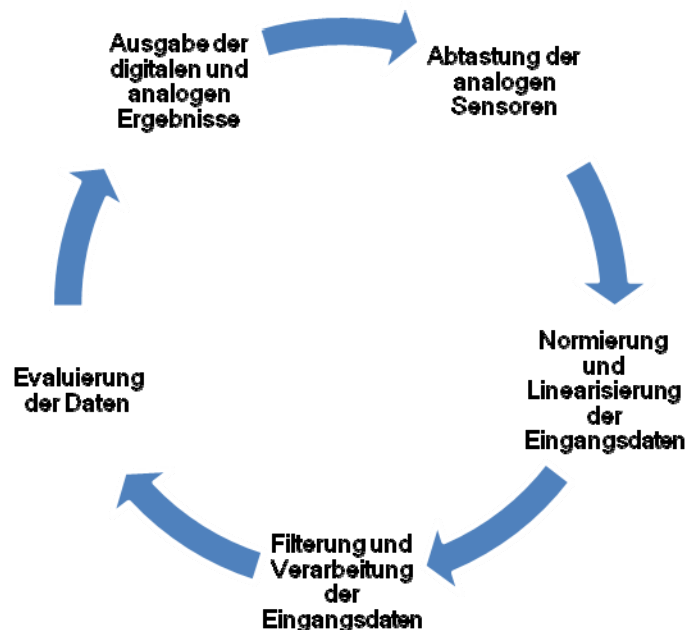 Ausgabe der
digitalen und
analogen
Ergebnisse
Abtastung der
analogen
Sensoren
Normierung
und
Linearisierung
der
Eingangsdaten
Filterung und
Verarbeitung
der
Eingangsdaten
Evaluierung
der Daten